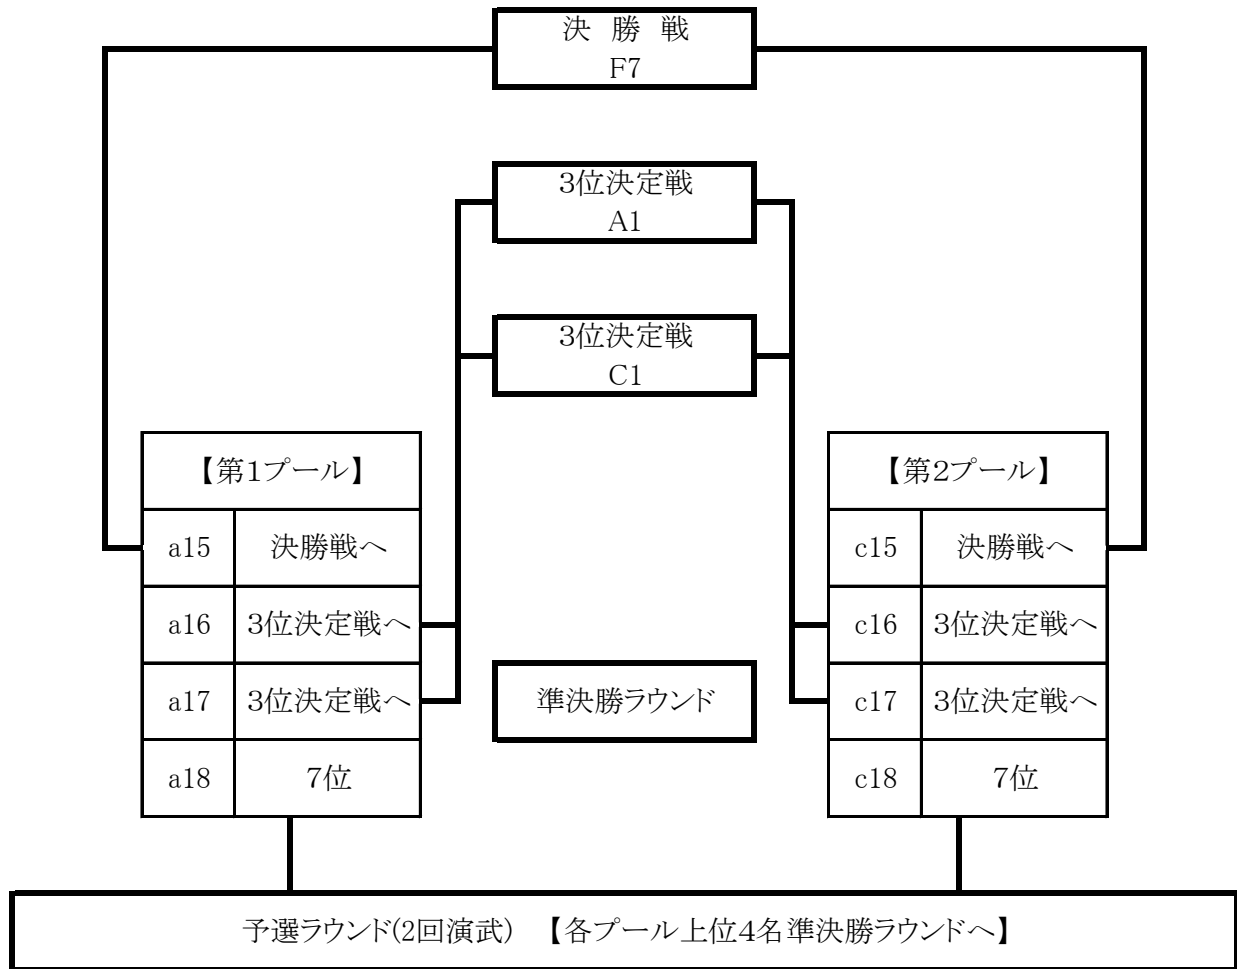 決　勝　戦
F7
3位決定戦
A1
3位決定戦
C1
【第1プール】
a15 決勝戦へ
a16 3位決定戦へ
a17 3位決定戦へ
a18 7位
準決勝ラウンド
【第2プール】
c15 決勝戦へ
c16 3位決定戦へ
c17 3位決定戦へ
c18 7位
予選ラウンド(2回演武)　【各プール上位４名準決勝ラウンドへ】